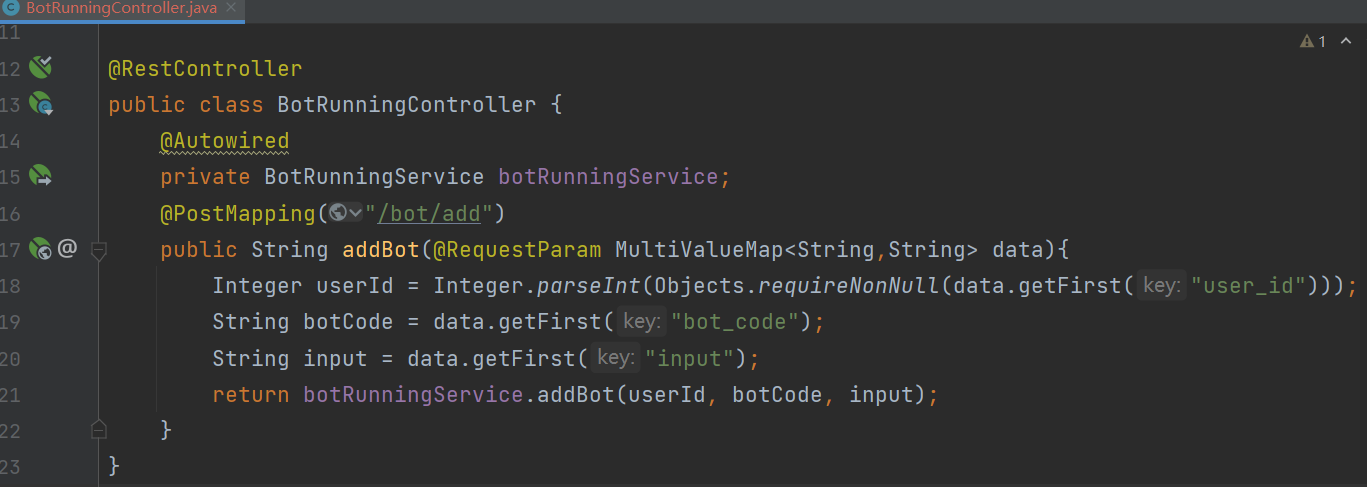 BotRunningController.java
11
1
12 @RestController
13 public class BotRunningController {
14 @Autowired
15 private BotRunningService botRunningService;
16 @PostMapping("/bot/add")
17 @ public String addBot(@RequestParam MultiValueMap<String,String> data){
18 Integer userId = Integer.parseInt(Objects.requireNonNull(data.getFirst( key: "user_id")));
19 String botCode = data.getFirst( key: "bot_code");
20 String input = data.getFirst( key: "input");
21 return botRunningService.addBot(userId, botCode, input);
22 }
23 }